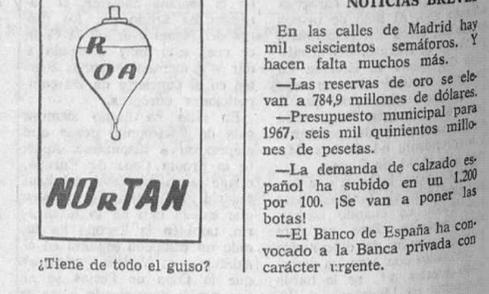 R
OA
NORTAN
¿Tiene de todo el guiso?
NOTICIAS BREVES
En las calles de Madrid hay
mil seiscientos semáforos. Y
hacen falta muchos más.
—Las reservas de oro se ele-
van a 784,9 millones de dólares.
—Presupuesto municipal para
1967, seis mil quinientos millo-
nes de pesetas.
—La demanda de calzado es-
pañol ha subido en un 1.200
por 100. ¡Se van a poner las
botas!
—El Banco de España ha con-
vocado a la Banca privada con
carácter urgente.